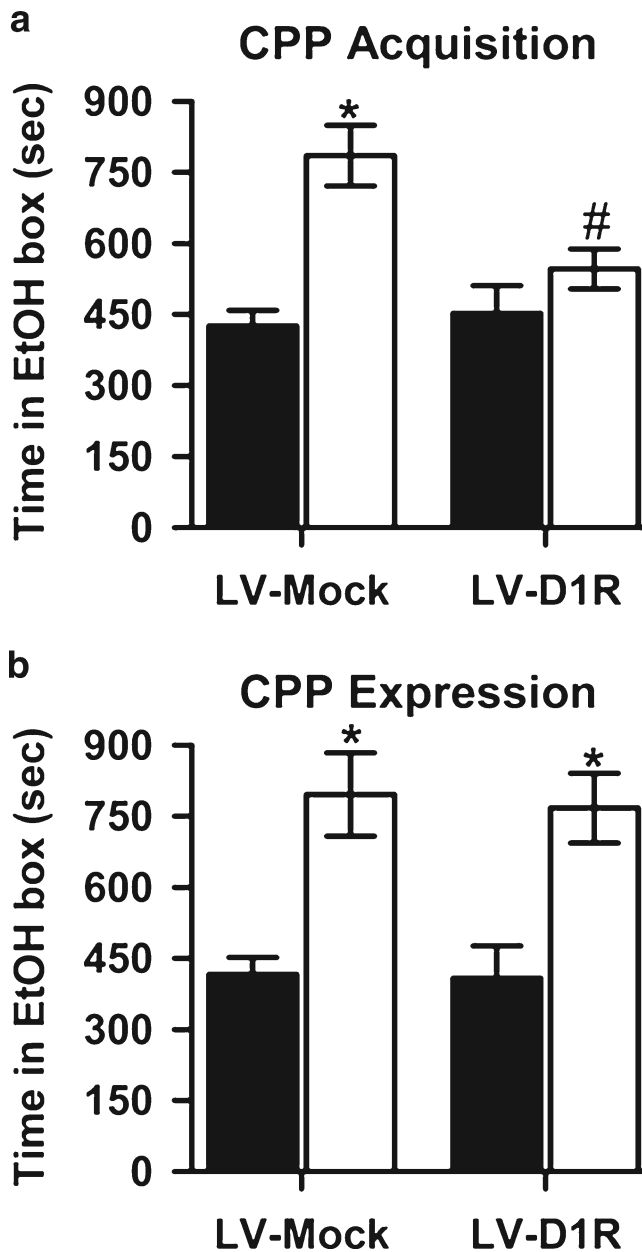 a
CPP Acquisition
Time in EtOH box (sec)
900
750
600
450
300
150
0
*
#
LV-Mock
LV-D1R
b
CPP Expression
Time in EtOH box (sec)
900
750
600
450
300
150
0
*
*
LV-Mock
LV-D1R